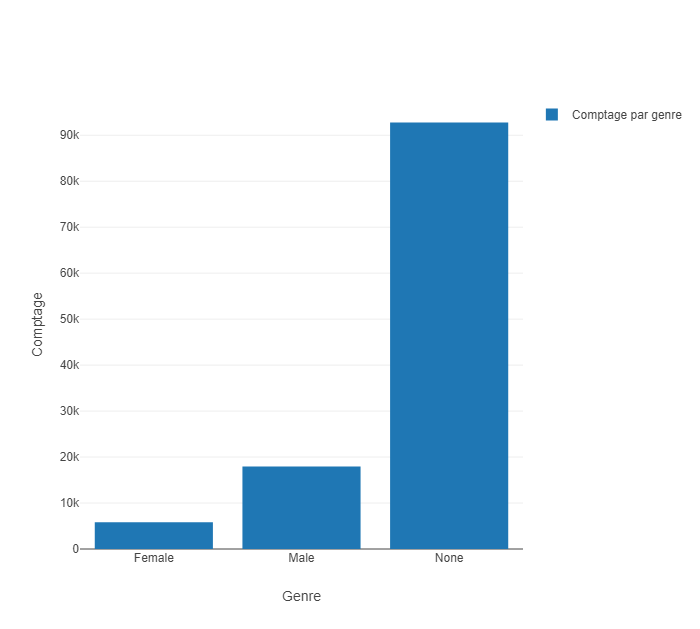 Comptage par genre
90k
80k
70k
60k
50k
40k
30k
20k
10k
0
Comptage
Female Male None
Genre